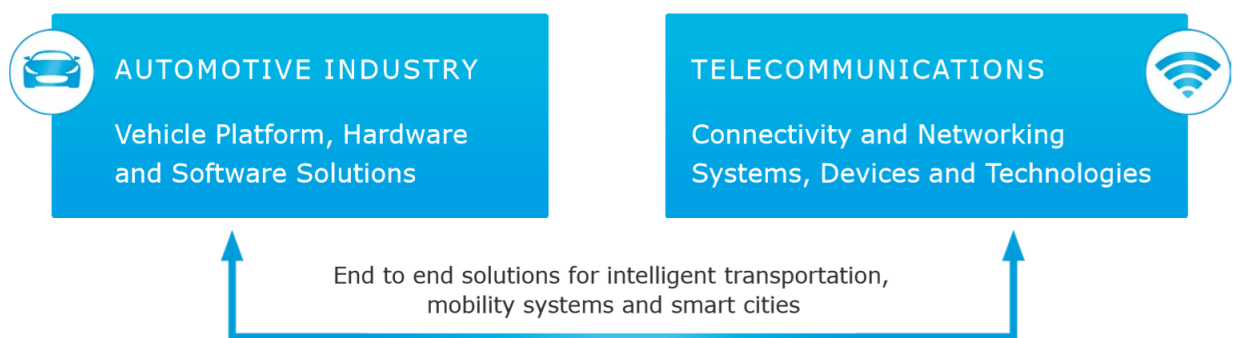 AUTOMOTIVE INDUSTRY
Vehicle Platform, Hardware
and Software Solutions
TELECOMMUNICATIONS
Connectivity and Networking
Systems, Devices and Technologies
End to end solutions for intelligent transportation,
mobility systems and smart cities